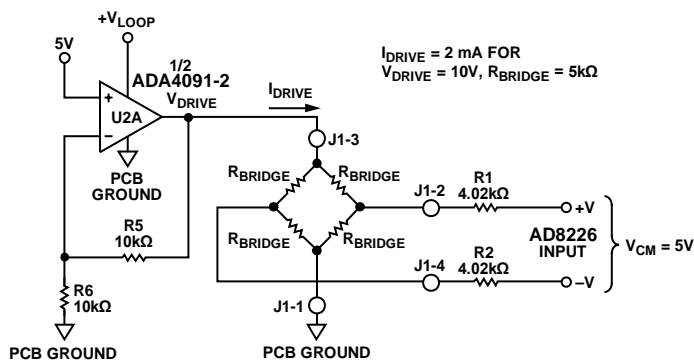 +VLOOP
5V
1/2
ADA4091-2
VDRIVE
IDRIVE
IDRIVE = 2 mA FOR
VDRIVE = 10V, RBRIDGE = 5kΩ
+
U2A
–
PCB
GROUND
J1-3
RBRIDGE
RBRIDGE
RBRIDGE
RBRIDGE
J1-2
R1
4.02kΩ
+V
AD8226
INPUT
VCM = 5V
R5
10kΩ
J1-4
R2
4.02kΩ
–V
R6
10kΩ
J1-1
PCB GROUND
PCB GROUND